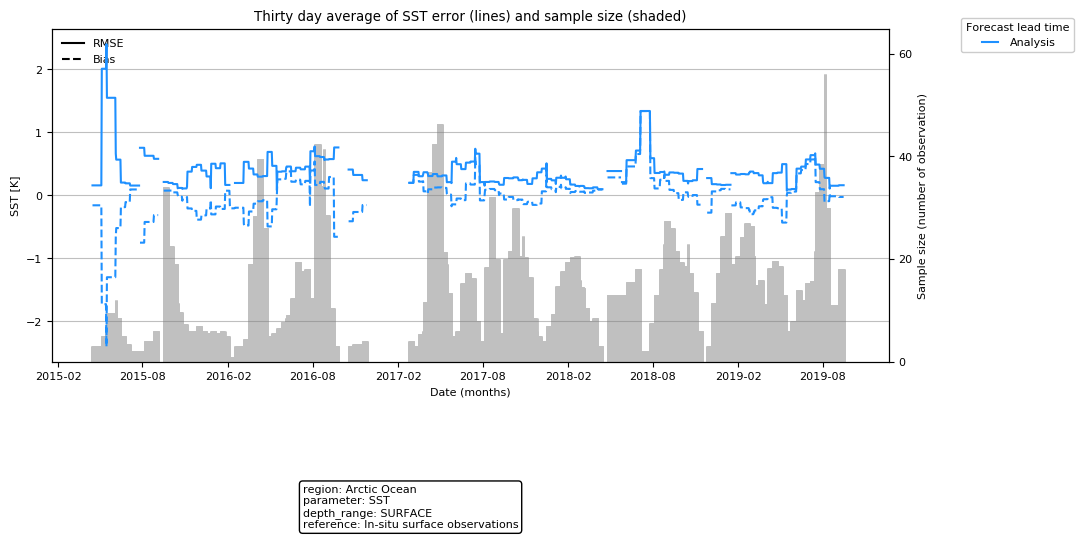 Thirty day average of SST error (lines) and sample size (shaded)
Forecast lead time
Analysis
RMSE
Bias
SST [K]
2
1
0
−1
−2
60
40
20
0
Sample size (number of observation)
2015-02 2015-08 2016-02 2016-08 2017-02 2017-08 2018-02 2018-08 2019-02 2019-08
Date (months)
region: Arctic Ocean
parameter: SST
depth_range: SURFACE
reference: In-situ surface observations